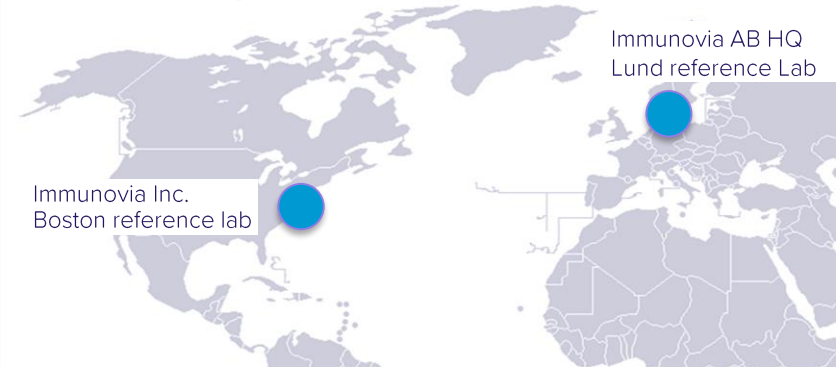 Immunovia AB HQ
Lund reference Lab
Immunovia Inc.
Boston reference lab